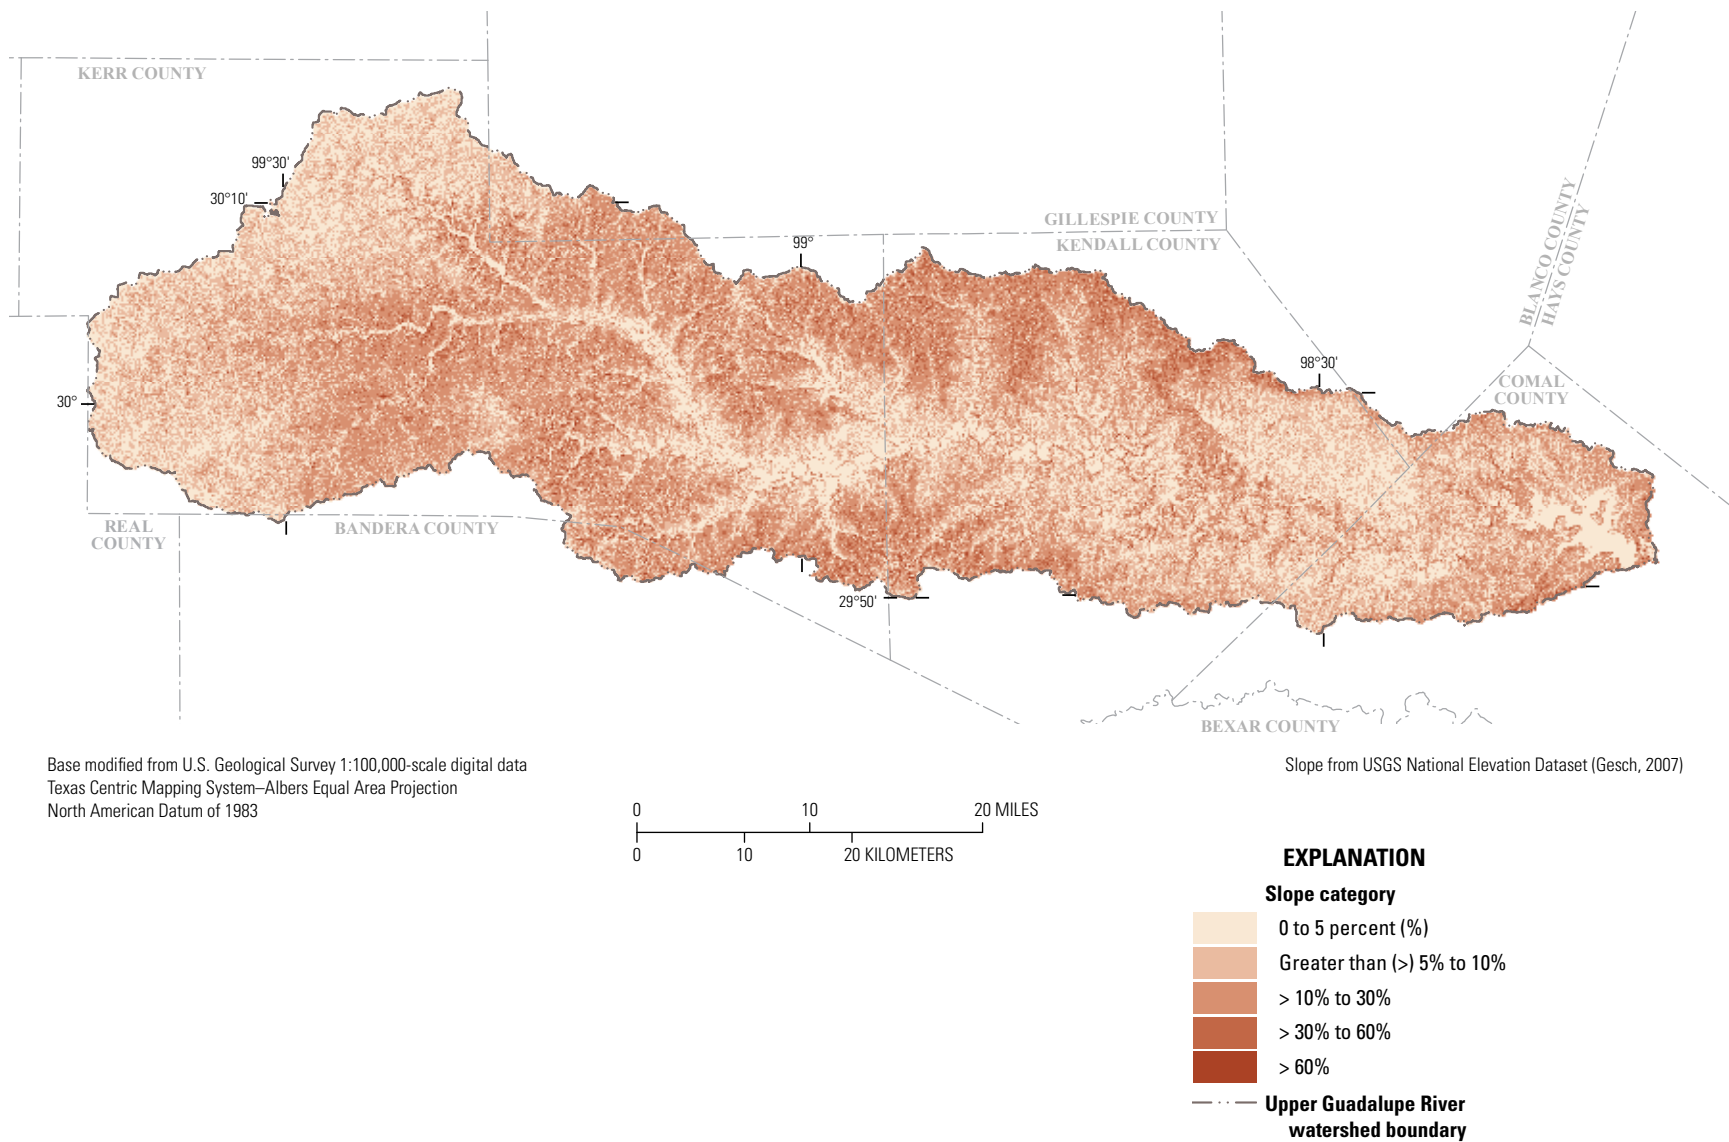 KERR COUNTY
99°30'
30°10'
GILLESPIE COUNTY
KENDALL COUNTY
99°
BLANCO COUNTY
HAYS COUNTY
98°30'
COMAL
COUNTY
30°
REAL
COUNTY
BANDERA COUNTY
29°50'
BEXAR COUNTY
Base modified from U.S. Geological Survey 1:100,000-scale digital data
Texas Centric Mapping System–Albers Equal Area Projection
North American Datum of 1983
Slope from USGS National Elevation Dataset (Gesch, 2007)
0 10 20 MILES
0 10 20 KILOMETERS
EXPLANATION
Slope category
0 to 5 percent (%)
Greater than (>) 5% to 10%
> 10% to 30%
> 30% to 60%
> 60%
Upper Guadalupe River
watershed boundary